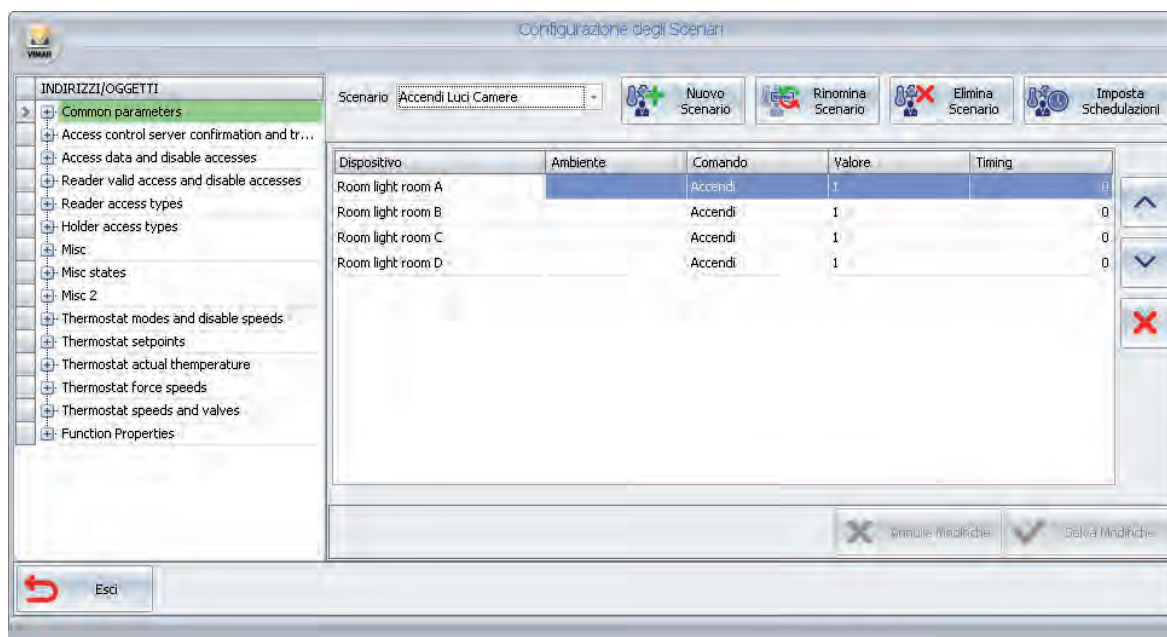 Configurazione degli Scenari
VIMAR
INDIRIZZI/OGGETTI
Common parameters
Access control server confirmation and tr...
Access data and disable accesses
Reader valid access and disable accesses
Reader access types
Holder access types
Misc
Misc states
Misc 2
Thermostat modes and disable speeds
Thermostat setpoints
Thermostat actual themperature
Thermostat force speeds
Thermostat speeds and valves
Function Properties
Scenario Accendi Luci Camere
Nuovo
Scenario
Rinomina
Scenario
Elimina
Scenario
Imposta
Schedulazioni
Dispositivo Ambiente Comando Valore Timing
Room light room A Accendi 1 0
Room light room B Accendi 1 0
Room light room C Accendi 1 0
Room light room D Accendi 1 0
Annulla Modifiche Salva Modifiche
Esci